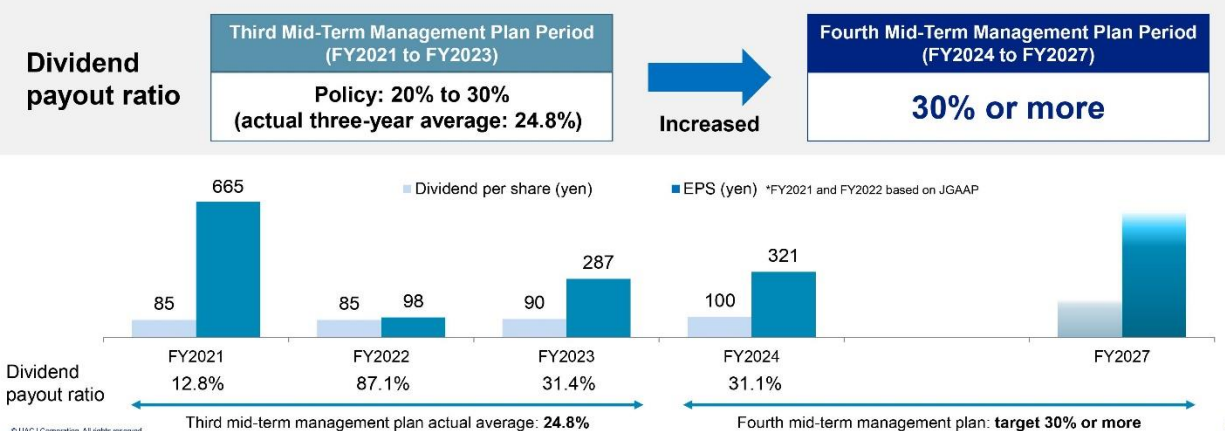 Dividend
payout ratio
Third Mid-Term Management Plan Period
(FY2021 to FY2023)
Policy: 20% to 30%
(actual three-year average: 24.8%)
Increased
Fourth Mid-Term Management Plan Period
(FY2024 to FY2027)
30% or more
Dividend per share (yen)
EPS (yen) *FY2021 and FY2022 based on JGAAP
85
665
85
98
90
287
100
321
FY2021
FY2022
FY2023
FY2024
FY2027
Dividend
payout ratio
12.8%
87.1%
31.4%
31.1%
Third mid-term management plan actual average: 24.8%
Fourth mid-term management plan: target 30% or more